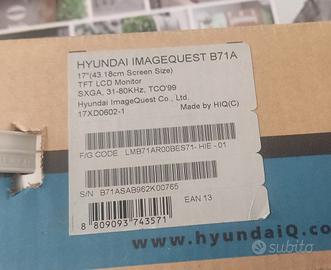 HYUNDAI IMAGEQUEST B71A
17"(43.18cm Screen Size)
TFT LCD Monitor
SXGA, 31-80KHz, TCO'99
Hyundai ImageQuest Co., Ltd.
17XD0602-1
Made by HIQ(C)
F/G CODE : LMB71AR00BES71- HIE - 01
S/N : B71ASAB962K00765
EAN 13
8 809093 743571
www.hyundaiQ.com
subito